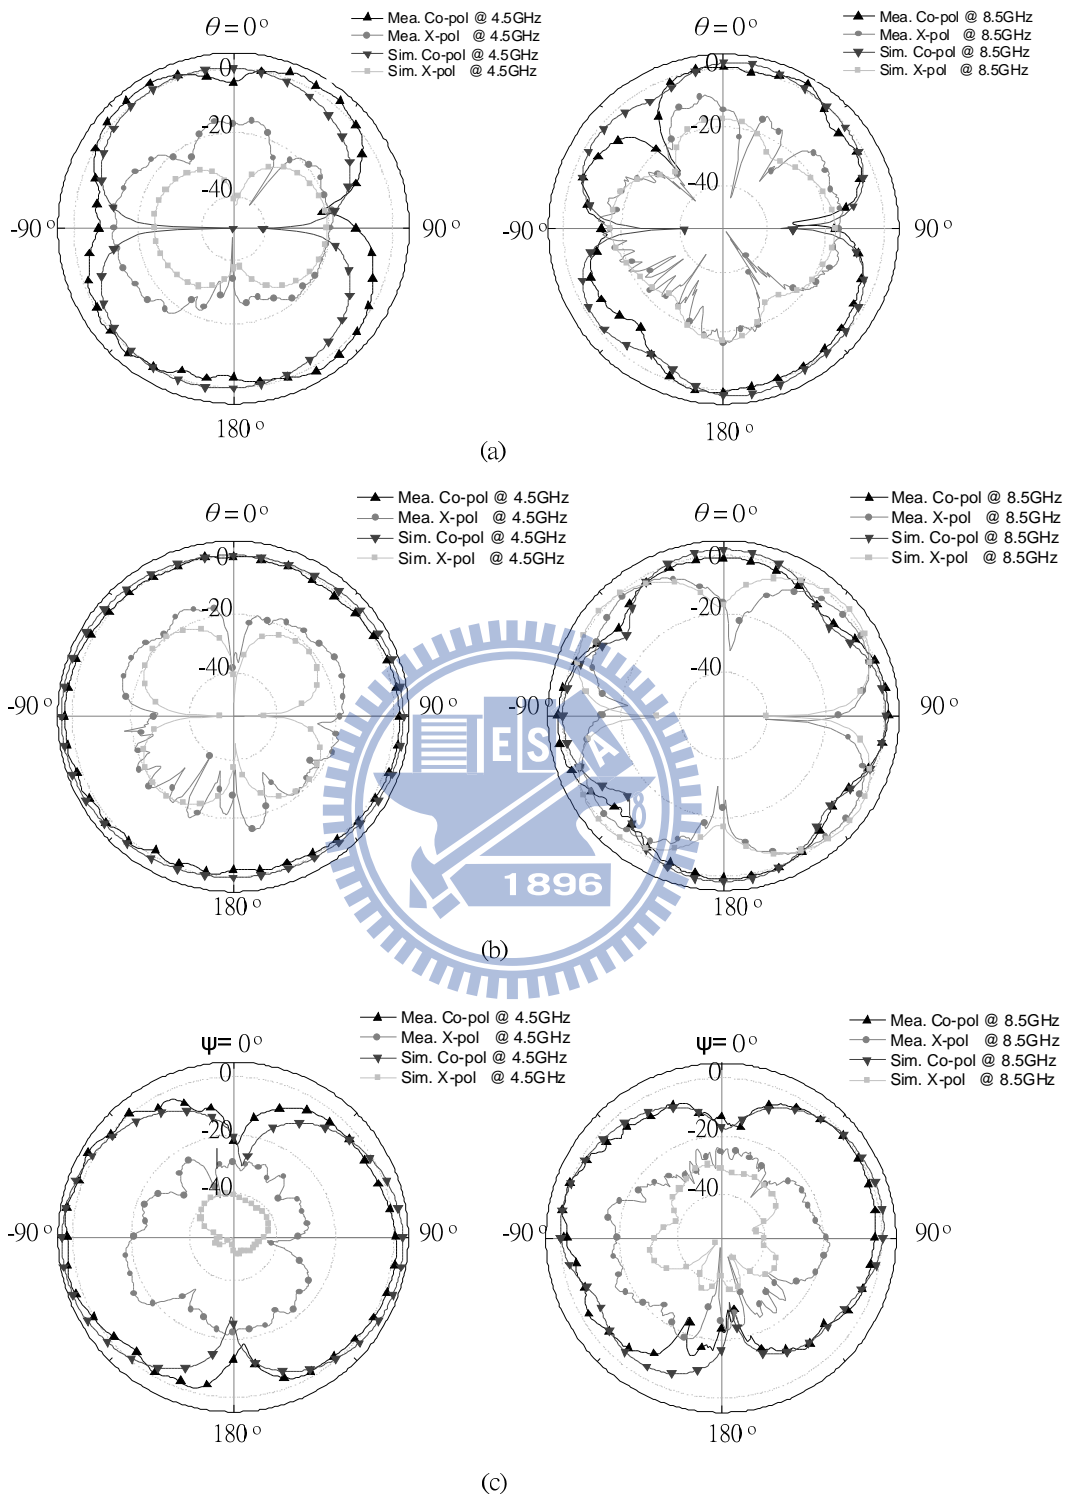 θ = 0°
Mea. Co-pol @ 4.5GHz
Mea. X-pol @ 4.5GHz
Sim. Co-pol @ 4.5GHz
Sim. X-pol @ 4.5GHz
0
-20
-40
-90°
90°
180°
Mea. Co-pol @ 8.5GHz
Mea. X-pol @ 8.5GHz
Sim. Co-pol @ 8.5GHz
Sim. X-pol @ 8.5GHz
θ = 0°
0
-20
-40
-90°
90°
180°
(a)
Mea. Co-pol @ 4.5GHz
Mea. X-pol @ 4.5GHz
Sim. Co-pol @ 4.5GHz
Sim. X-pol @ 4.5GHz
θ = 0°
0
-20
-40
-90°
90°
180°
Mea. Co-pol @ 8.5GHz
Mea. X-pol @ 8.5GHz
Sim. Co-pol @ 8.5GHz
Sim. X-pol @ 8.5GHz
θ = 0°
0
-20
-40
-90°
90°
180°
ESA
8
1896
(b)
Mea. Co-pol @ 4.5GHz
Mea. X-pol @ 4.5GHz
Sim. Co-pol @ 4.5GHz
Sim. X-pol @ 4.5GHz
ψ= 0°
0
-20
-40
-90°
90°
180°
Mea. Co-pol @ 8.5GHz
Mea. X-pol @ 8.5GHz
Sim. Co-pol @ 8.5GHz
Sim. X-pol @ 8.5GHz
ψ= 0°
0
-20
-40
-90°
90°
180°
(c)